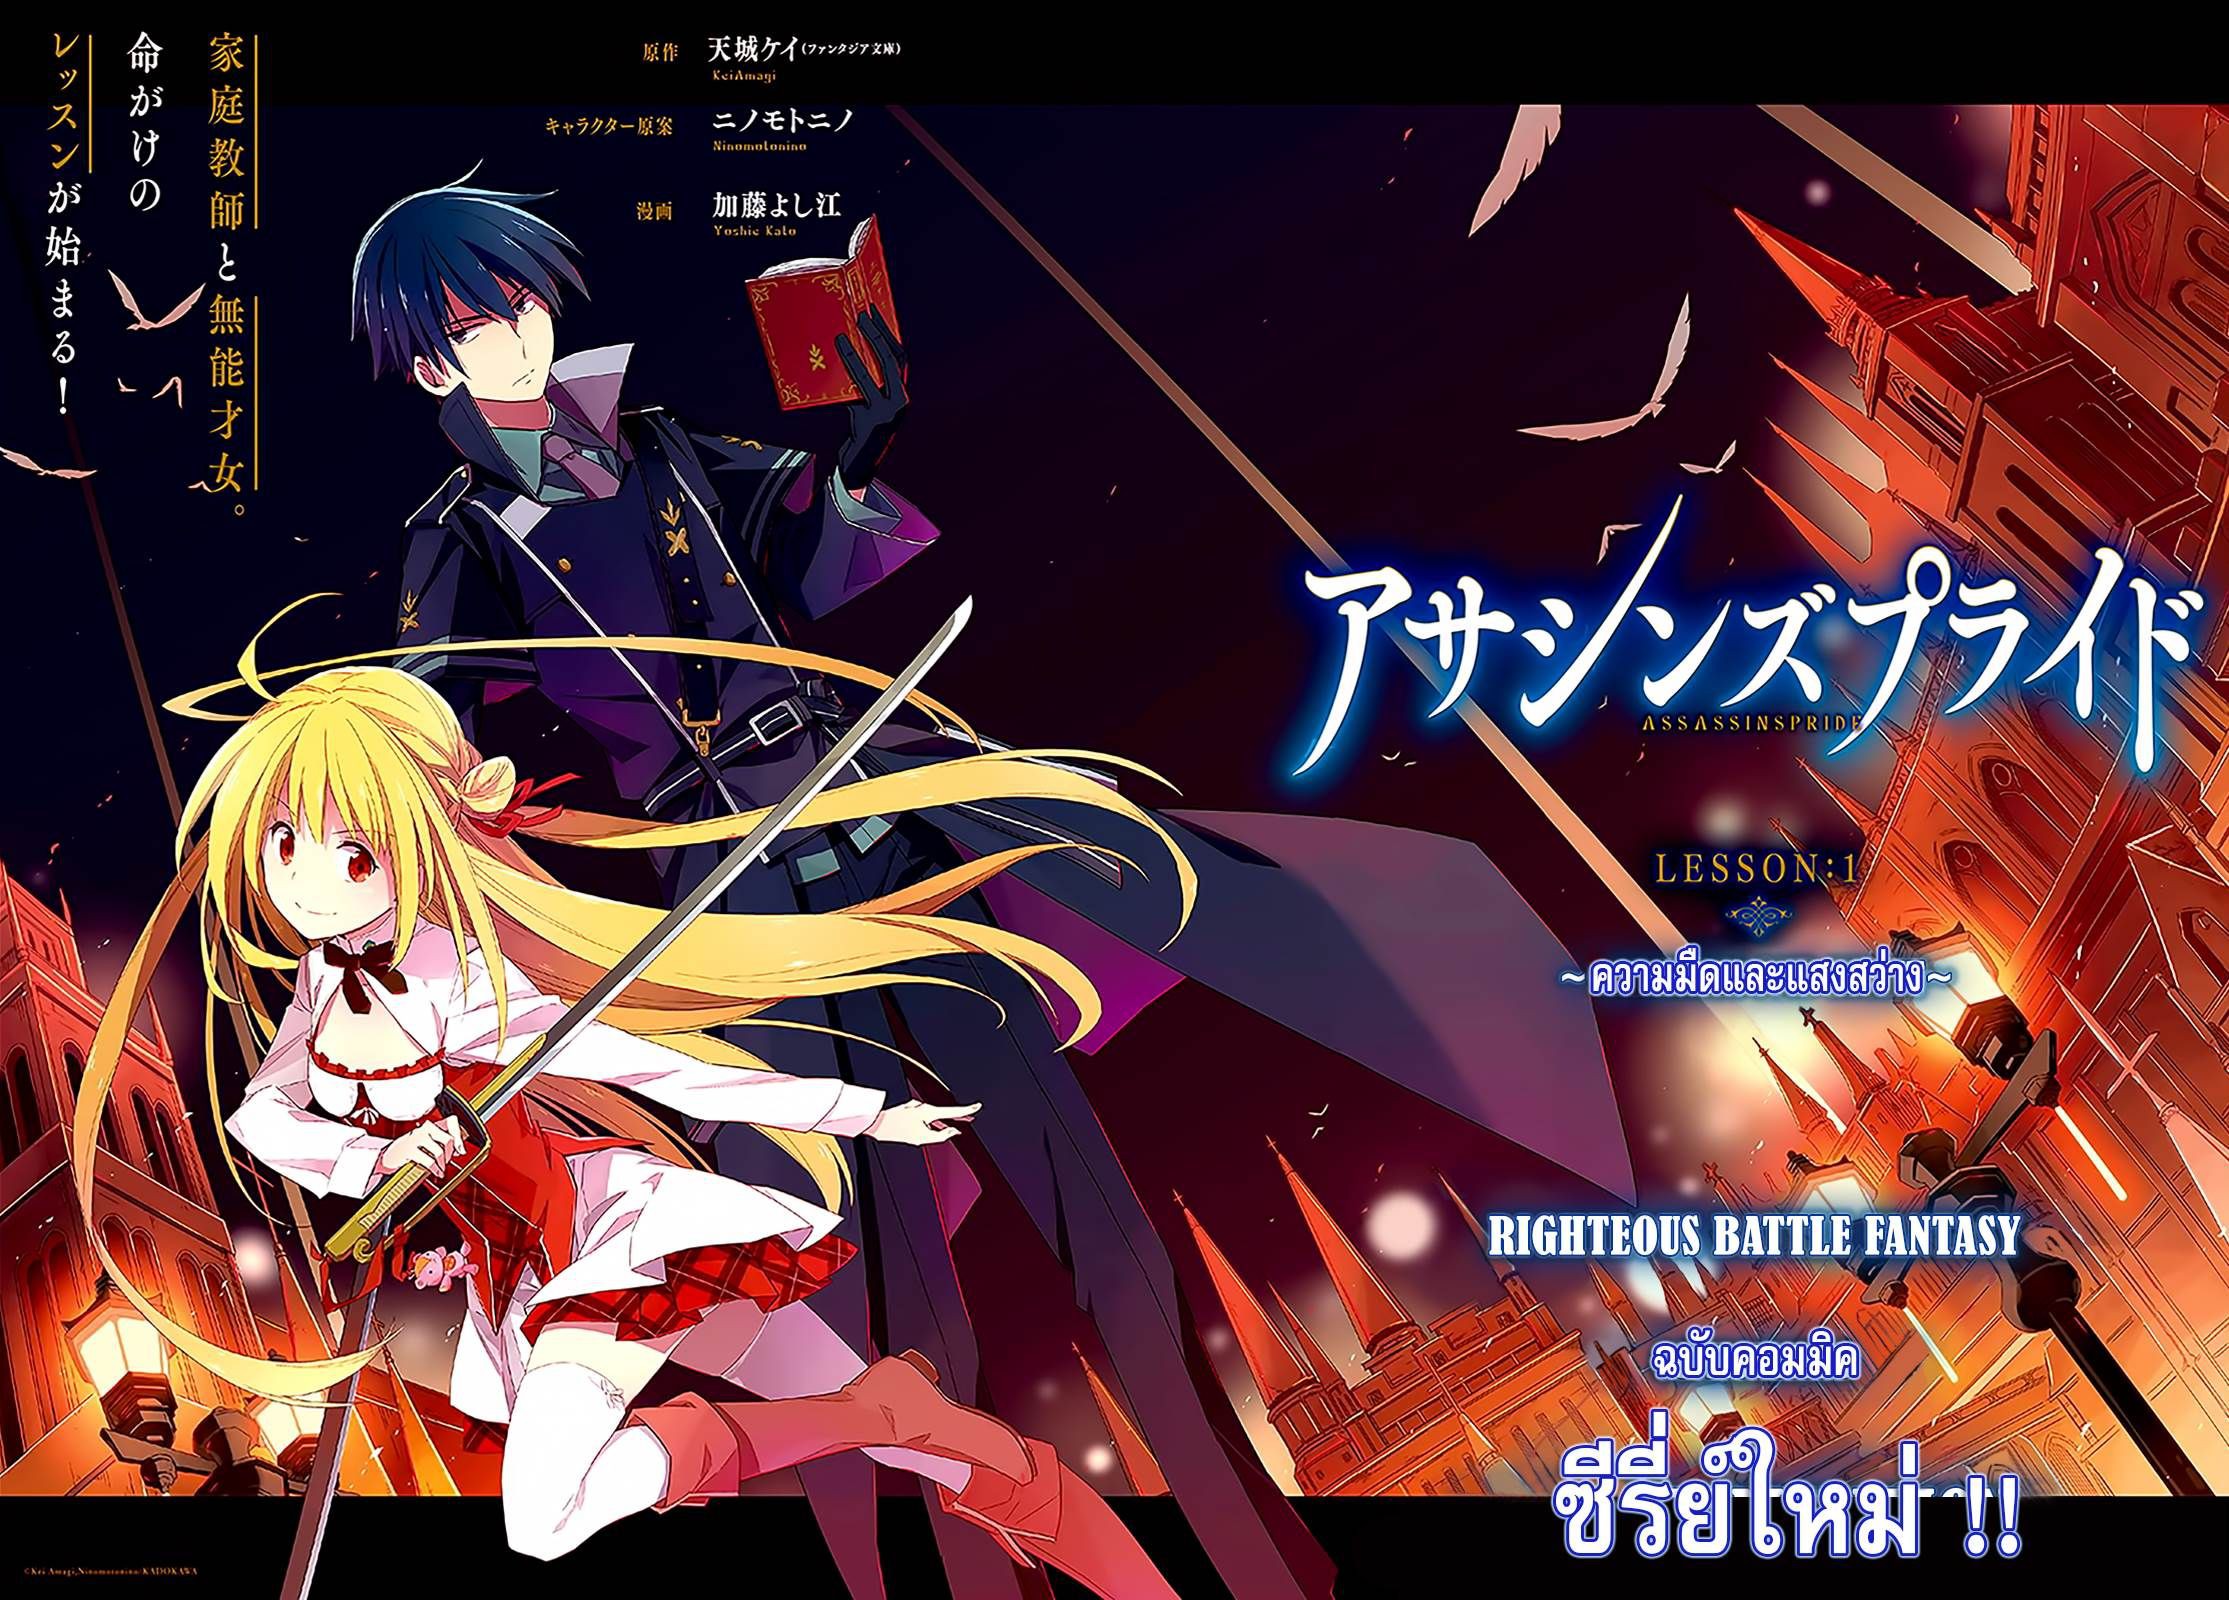 家庭教師と無能才女。
命がけの
レッスンが始まる!
原作 天城ケイ(ファンタジア文庫)
KeiAmagi
キャラクター原案 ニノモトニノ
Ninomotonino
漫画 加藤よし江
Yoshie Kato
アサシンズプライド
ASSASSINSPRIDE
LESSON:1
~ความมืดและแสงสว่าง~
RIGHTEOUS BATTLE FANTASY
ฉบับคอมมิค
ซีรี่ย์ใหม่ !!
©Kei Amagi,Ninomotonino/KADOKAWA